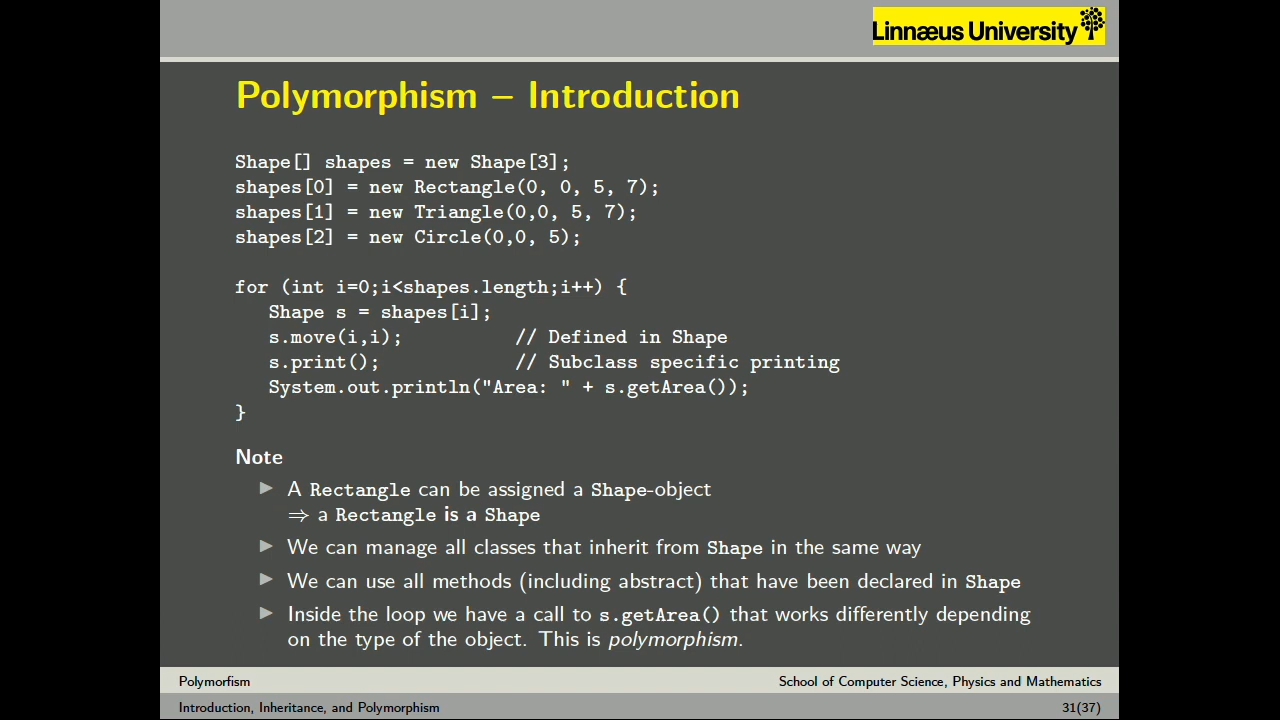 Linnæus University
Polymorphism – Introduction
Shape[] shapes = new Shape[3];
shapes[0] = new Rectangle(0, 0, 5, 7);
shapes[1] = new Triangle(0,0, 5, 7);
shapes[2] = new Circle(0,0, 5);
for (int i=0;i<shapes.length;i++) {
Shape s = shapes[i];
s.move(i,i); // Defined in Shape
s.print(); // Subclass specific printing
System.out.println("Area: " + s.getArea());
}
Note
▶ A Rectangle can be assigned a Shape-object
⇒ a Rectangle is a Shape
▶ We can manage all classes that inherit from Shape in the same way
▶ We can use all methods (including abstract) that have been declared in Shape
▶ Inside the loop we have a call to s.getArea() that works differently depending
on the type of the object. This is polymorphism.
Polymorfism School of Computer Science, Physics and Mathematics
Introduction, Inheritance, and Polymorphism 31(37)